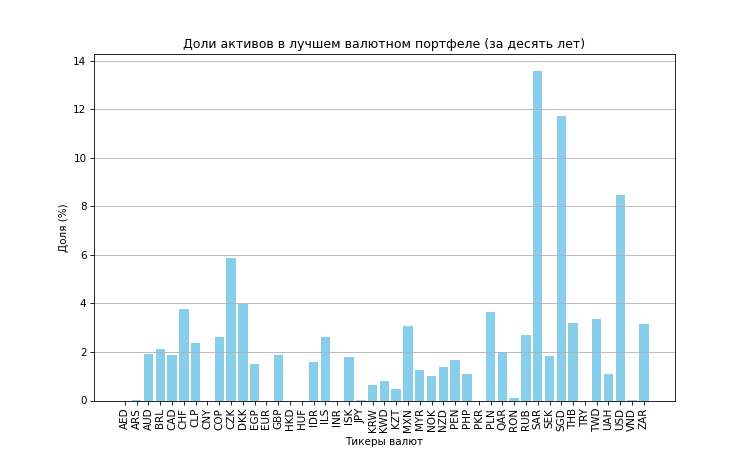 Доли активов в лучшем валютном портфеле (за десять лет)
Доля (%)
14
12
10
8
6
4
2
0
AED ARS AUD BRL CAD CHF CLP CNY COP CZK DKK EGP EUR GBP HKD HUF IDR ILS INR ISK JPY KRW KWD KZT MXN MYR NOK NZD PEN PHP PKR PLN QAR RON RUB SAR SEK SGD THB TRY TWD UAH USD VND ZAR
Тикеры валют